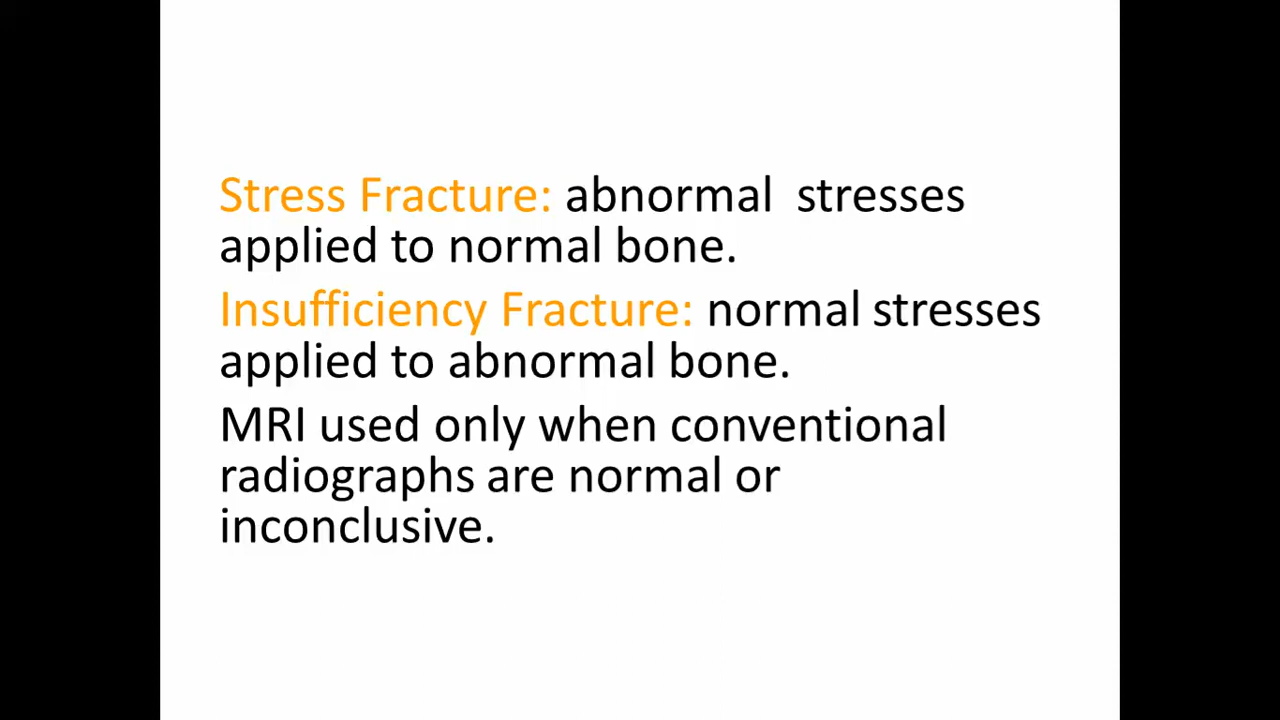 Stress Fracture: abnormal  stresses
applied to normal bone.
Insufficiency Fracture: normal stresses
applied to abnormal bone.
MRI used only when conventional
radiographs are normal or
inconclusive.